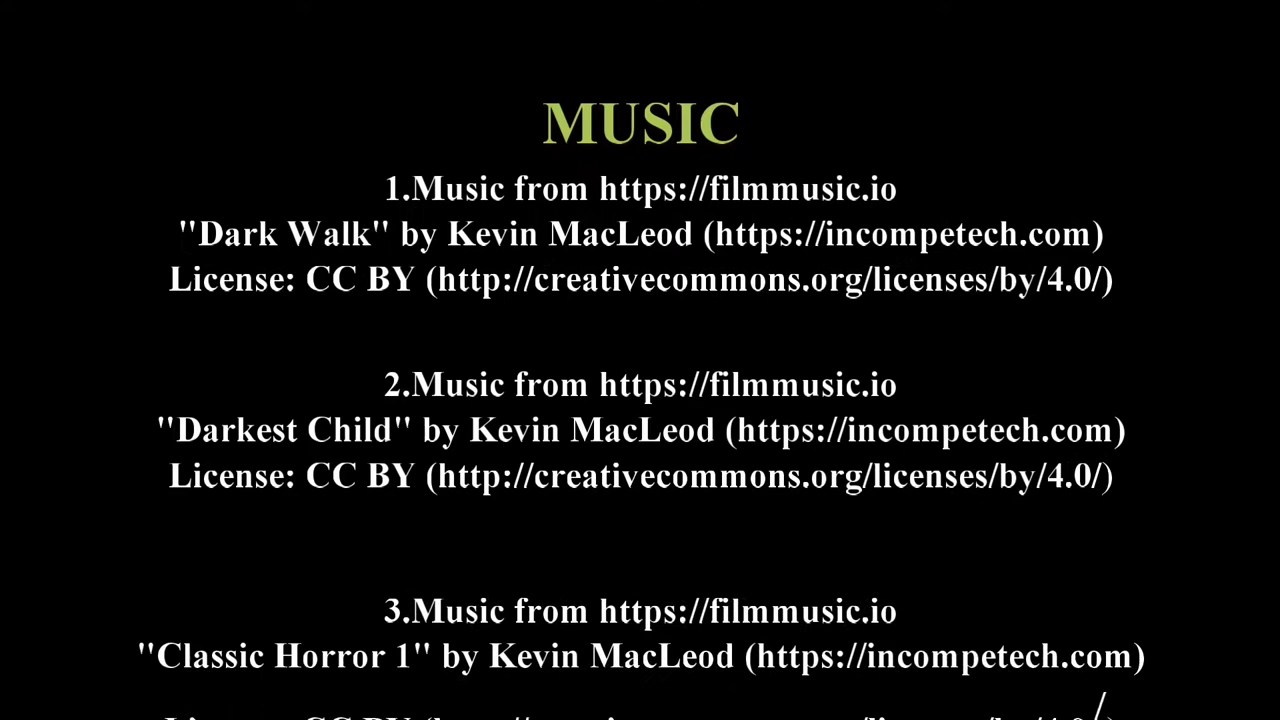 MUSIC
1.Music from https://filmmusic.io
"Dark Walk" by Kevin MacLeod (https://incompetech.com)
License: CC BY (http://creativecommons.org/licenses/by/4.0/)
2.Music from https://filmmusic.io
"Darkest Child" by Kevin MacLeod (https://incompetech.com)
License: CC BY (http://creativecommons.org/licenses/by/4.0/)
3.Music from https://filmmusic.io
"Classic Horror 1" by Kevin MacLeod (https://incompetech.com)